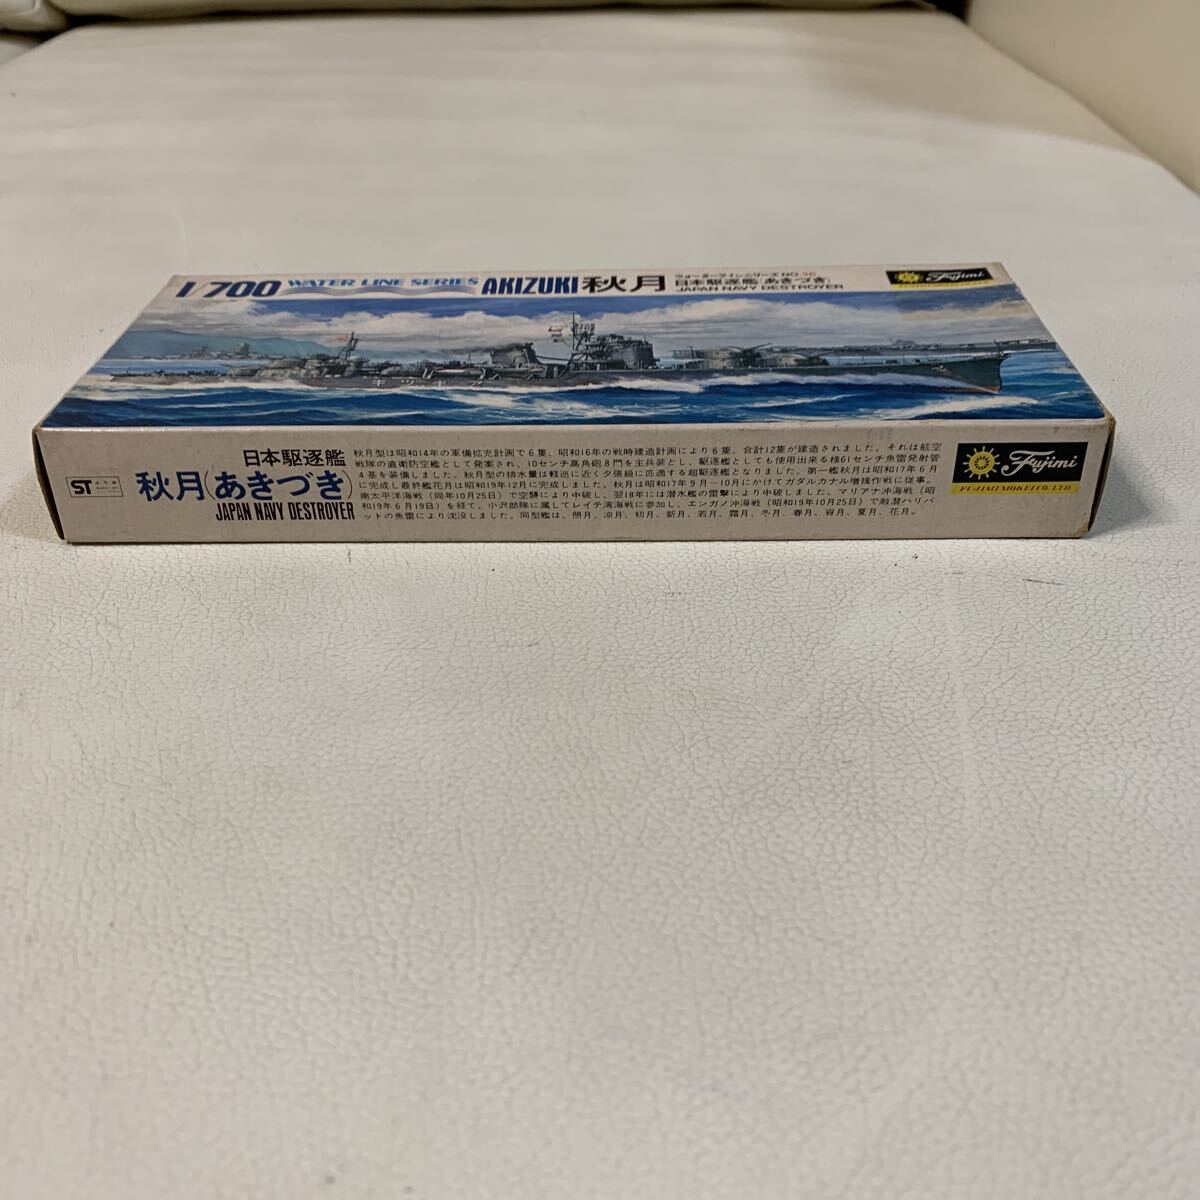 1/700 WATER LINE SERIES AKIZUKI 秋月
ウォーターラインシリーズ NO.
日本駆逐艦(あきづき)
JAPAN NAVY DESTROYER
Fujimi
アキツキ
日本駆逐艦
秋月(あきづき)
JAPAN NAVY DESTROYER
ST
秋月型は昭和14年の軍備拡充計画で6隻、昭和16年の戦時建造計画により6隻、合計12隻が建造されました。それは航空
戦隊の直衛防空艦として発案され、10センチ高角砲8門を主兵装とし、駆逐艦としても使用出来る様61センチ魚雷発射管
4基を装備しました。秋月型の排水量は軽巡に近く夕張級に匹適する超駆逐艦となりました。第一艦秋月は昭和17年6月
に完成し最終艦花月は昭和19年12月に完成しました。秋月は昭和17年9月〜10月にかけてガダルカナル増援作戦に従事。
南太平洋海戦(同年10月25日)で空襲により中破し、翌18年には潜水艦の雷撃により中破しました。マリアナ沖海戦(昭
和19年6月19日)を経て、小沢部隊に属してレイテ湾海戦に参加し、エンガノ沖海戦(昭和19年10月25日)で敵潜ハリバ
ットの魚雷により沈没しました。同型艦は、照月、涼月、初月、新月、若月、霜月、冬月、春月、宵月、夏月、花月。
Fujimi
FUJIMI MOKEI CO. LTD.